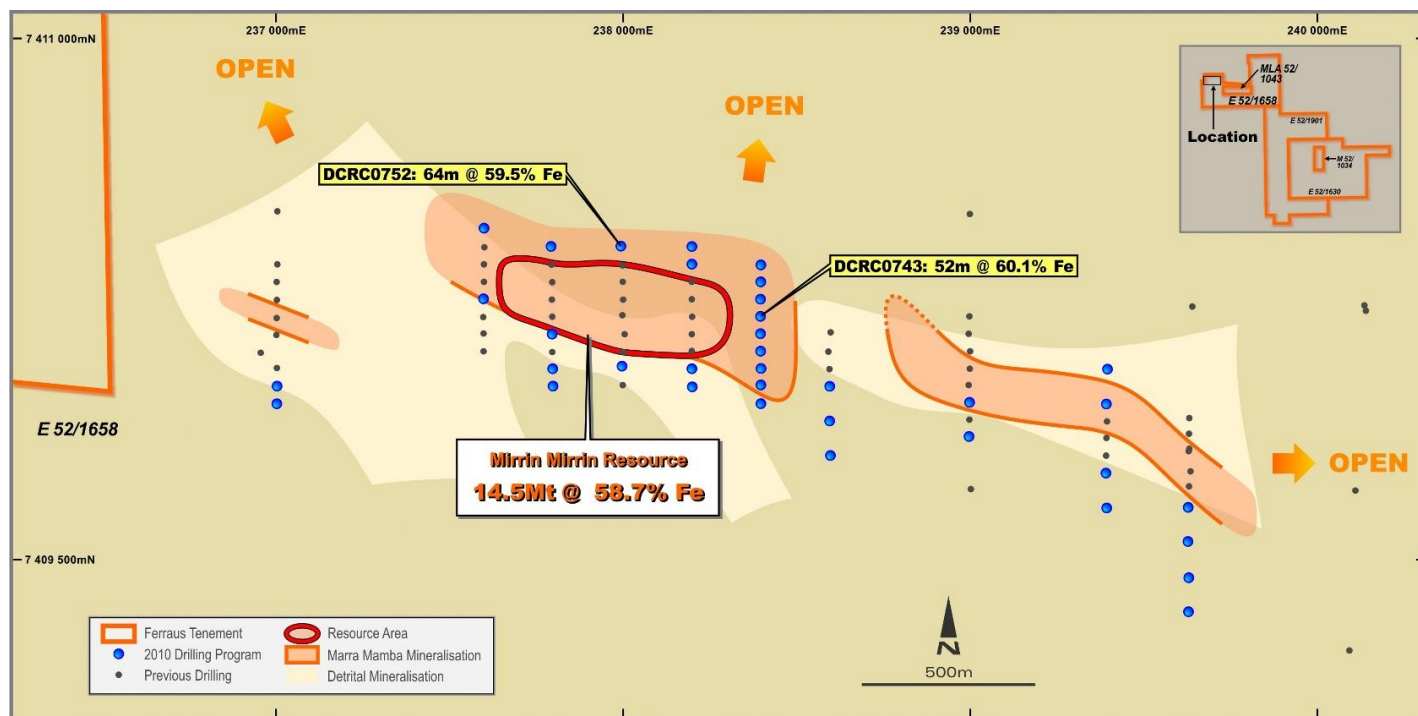 237 000mE
238 000mE
239 000mE
240 000mE
7 411 000mN
OPEN
OPEN
MLA 52/
1043
E 52/1658
E 52/1901
Location
M 52/
1034
E 52/1630
DCRC0752: 64m @ 59.5% Fe
DCRC0743: 52m @ 60.1% Fe
E 52/1658
Mirrin Mirrin Resource
14.5Mt @ 58.7% Fe
OPEN
7 409 500mN
Ferraus Tenement
Resource Area
2010 Drilling Program
Marra Mamba Mineralisation
Previous Drilling
Detrital Mineralisation
N
500m